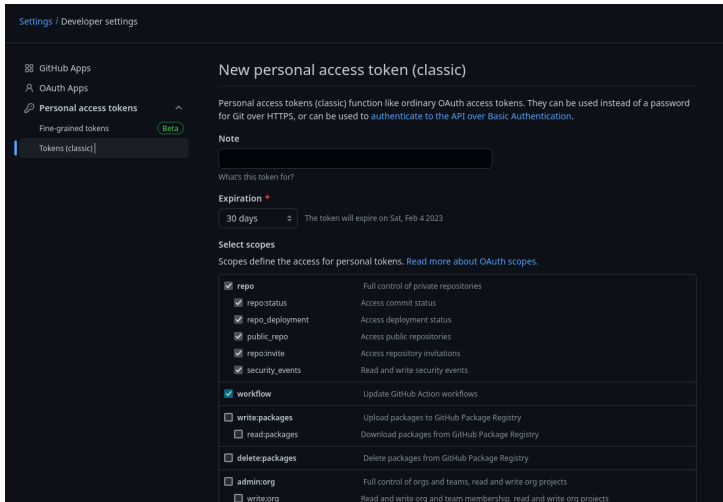 Settings / Developer settings
GitHub Apps
OAuth Apps
Personal access tokens
Fine-grained tokens Beta
Tokens (classic)
New personal access token (classic)
Personal access tokens (classic) function like ordinary OAuth access tokens. They can be used instead of a password
for Git over HTTPS, or can be used to authenticate to the API over Basic Authentication.
Note
What's this token for?
Expiration *
30 days The token will expire on Sat, Feb 4 2023
Select scopes
Scopes define the access for personal tokens. Read more about OAuth scopes.
repo Full control of private repositories
repo:status Access commit status
repo_deployment Access deployment status
public_repo Access public repositories
repo:invite Access repository invitations
security_events Read and write security events
workflow Update GitHub Action workflows
write:packages Upload packages to GitHub Package Registry
read:packages Download packages from GitHub Package Registry
delete:packages Delete packages from GitHub Package Registry
admin:org Full control of orgs and teams, read and write org projects
write:org Read and write org and team membership, read and write org projects